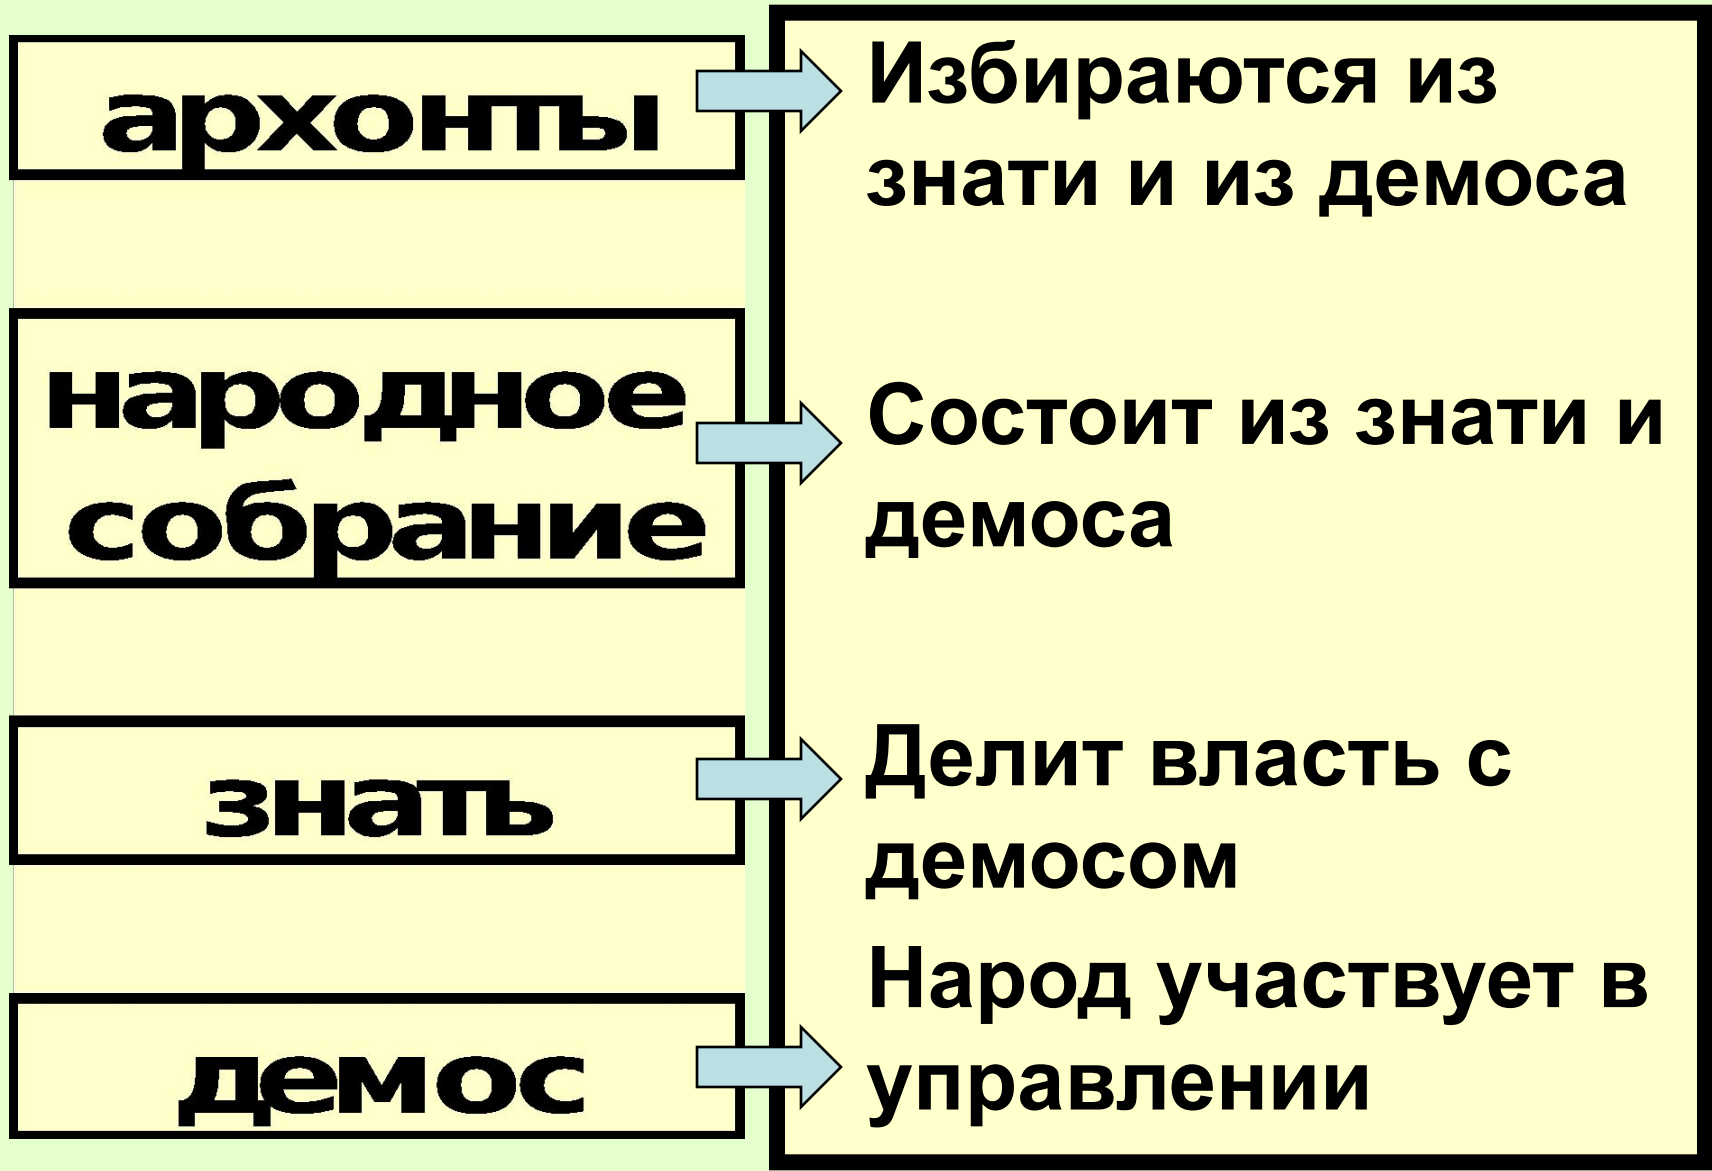 архонты
Избираются из
знати и из демоса
народное
собрание
Состоит из знати и
демоса
знать
Делит власть с
демосом
демос
Народ участвует в
управлении